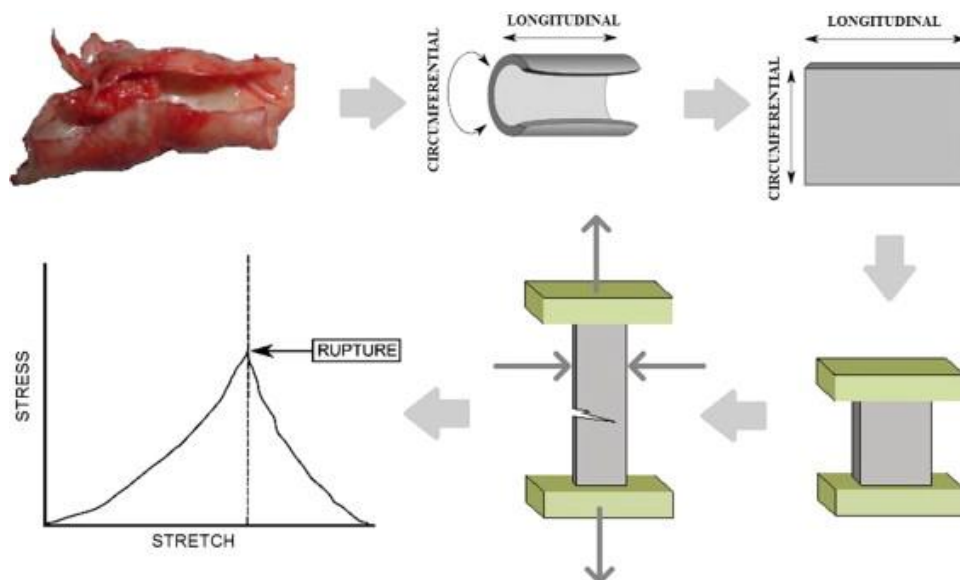 LONGITUDINAL
CIRCUMFERENTIAL
LONGITUDINAL
CIRCUMFERENTIAL
STRESS
RUPTURE
STRETCH